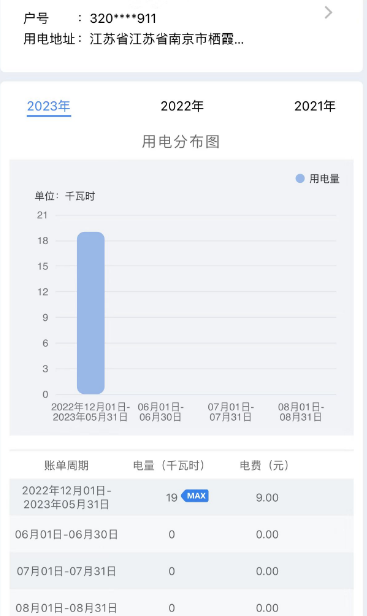 户号 : 320****911
用电地址: 江苏省江苏省南京市栖霞...
2023年 2022年 2021年
用电分布图
用电量
单位: 千瓦时
21
18
15
12
9
6
3
0
2022年12月01日- 06月01日- 07月01日- 08月01日-
2023年05月31日 06月30日 07月31日 08月31日
账单周期 电量（千瓦时） 电费（元）
2022年12月01日-
2023年05月31日 19 MAX 9.00
06月01日-06月30日 0 0.00
07月01日-07月31日 0 0.00
08月01日-08月31日 0 0.00